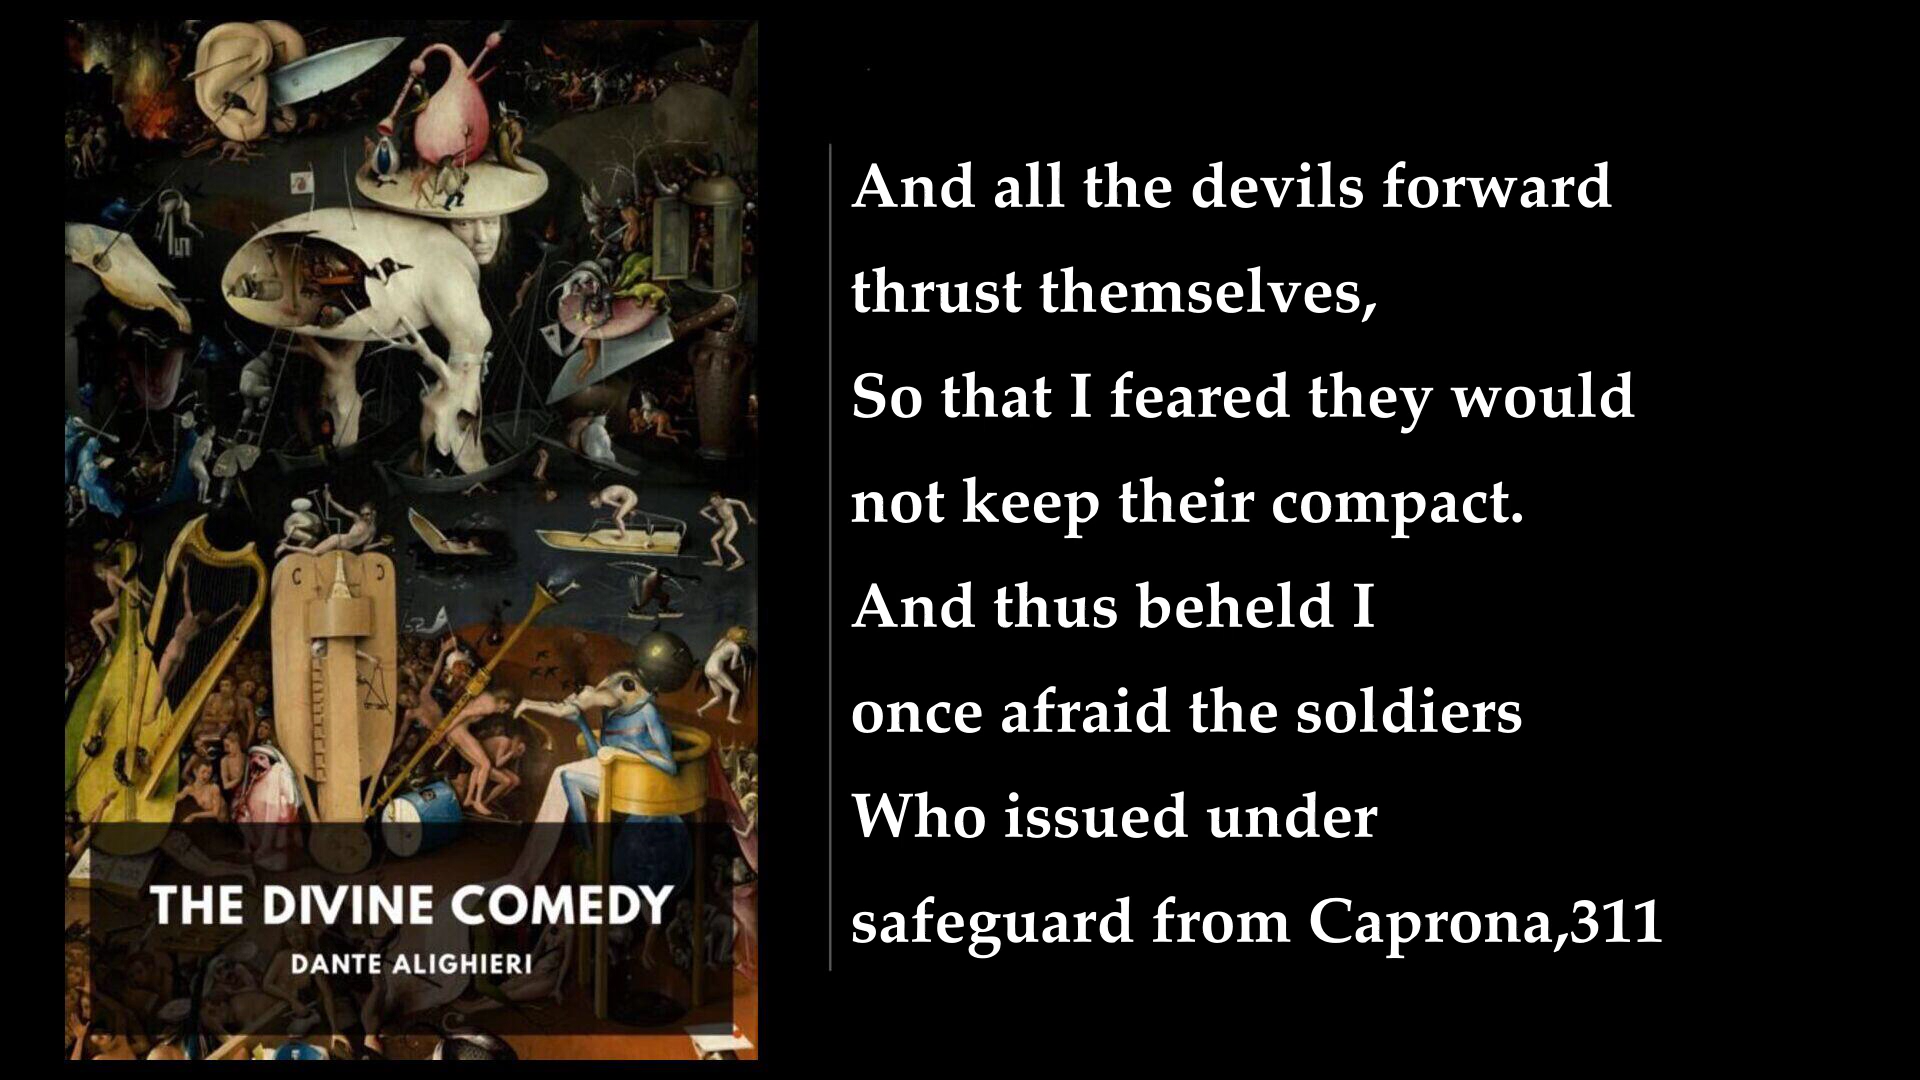 THE DIVINE COMEDY
DANTE ALIGHIERI
And all the devils forward
thrust themselves,
So that I feared they would
not keep their compact.
And thus beheld I
once afraid the soldiers
Who issued under
safeguard from Caprona,311